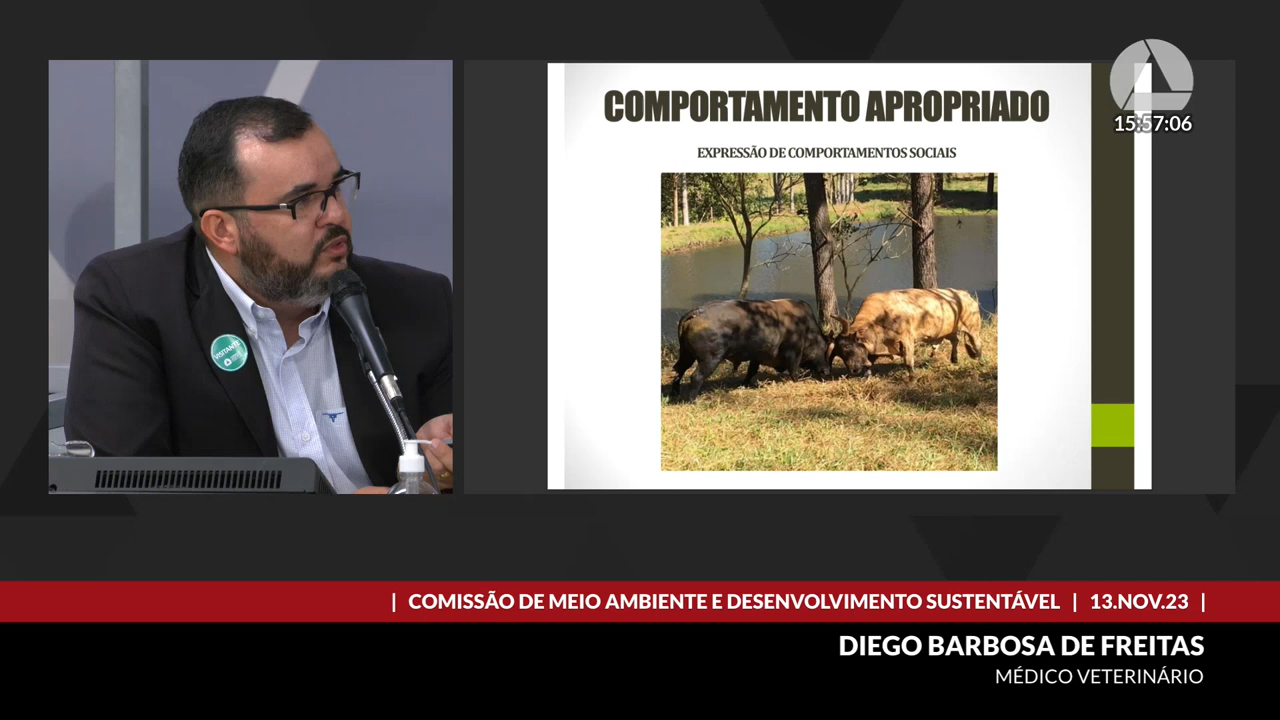 COMPORTAMENTO APROPRIADO
EXPRESSÃO DE COMPORTAMENTOS SOCIAIS
15:57:06
VISITANTE
| COMISSÃO DE MEIO AMBIENTE E DESENVOLVIMENTO SUSTENTÁVEL | 13.NOV.23 |
DIEGO BARBOSA DE FREITAS
MÉDICO VETERINÁRIO